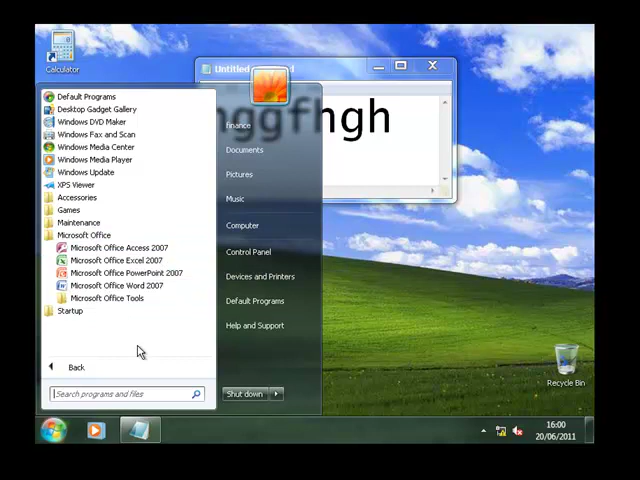 Calculator
Untitled
hggfhgh
Default Programs
Desktop Gadget Gallery
Windows DVD Maker
Windows Fax and Scan
Windows Media Center
Windows Media Player
Windows Update
XPS Viewer
Accessories
Games
Maintenance
Microsoft Office
Microsoft Office Access 2007
Microsoft Office Excel 2007
Microsoft Office PowerPoint 2007
Microsoft Office Word 2007
Microsoft Office Tools
Startup
Back
Search programs and files
finance
Documents
Pictures
Music
Computer
Control Panel
Devices and Printers
Default Programs
Help and Support
Shut down
Recycle Bin
16:00
20/06/2011